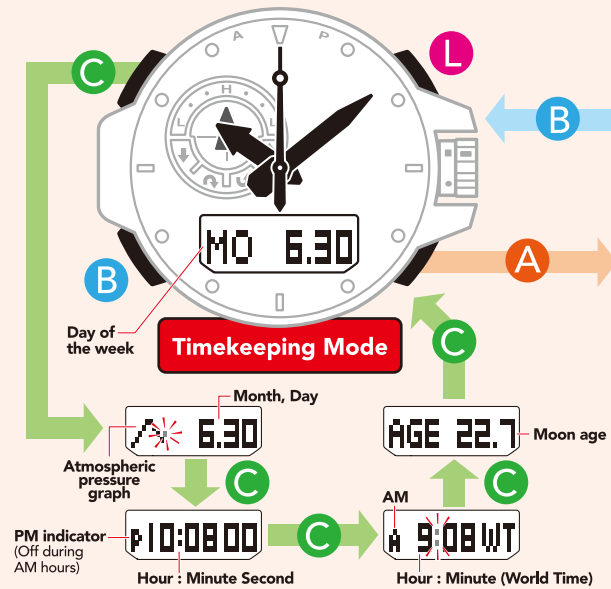 C
L
A
P
H
L
L
B
MO 6.30
A
B
Day of
the week
Timekeeping Mode
C
Month, Day
6.30
AGE 22.7
Moon age
Atmospheric
pressure
graph
C
C
AM
PM indicator
(Off during
AM hours)
P 10:08 00
C
A 9:08 WT
Hour : Minute Second
Hour : Minute (World Time)